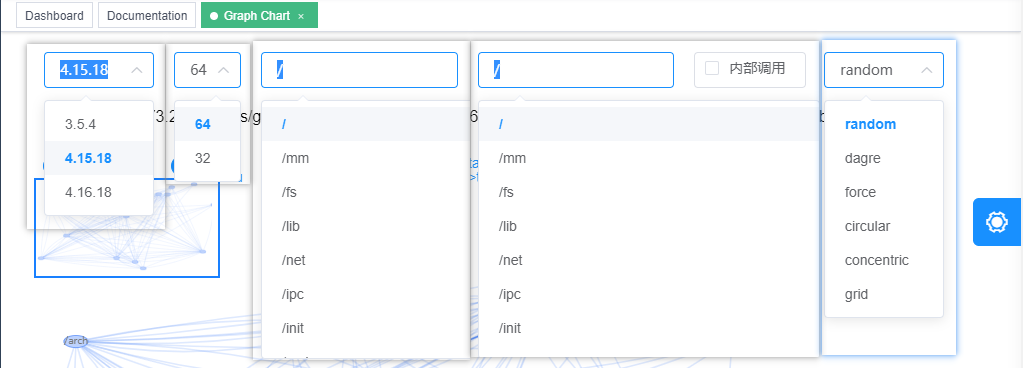 Dashboard
Documentation
Graph Chart ×
4.15.18
64
/
/
内部调用
random
3.5.4
4.15.18
4.16.18
64
32
/
/mm
/fs
/lib
/net
/ipc
/init
/
/mm
/fs
/lib
/net
/ipc
/init
random
dagre
force
circular
concentric
grid
/arch